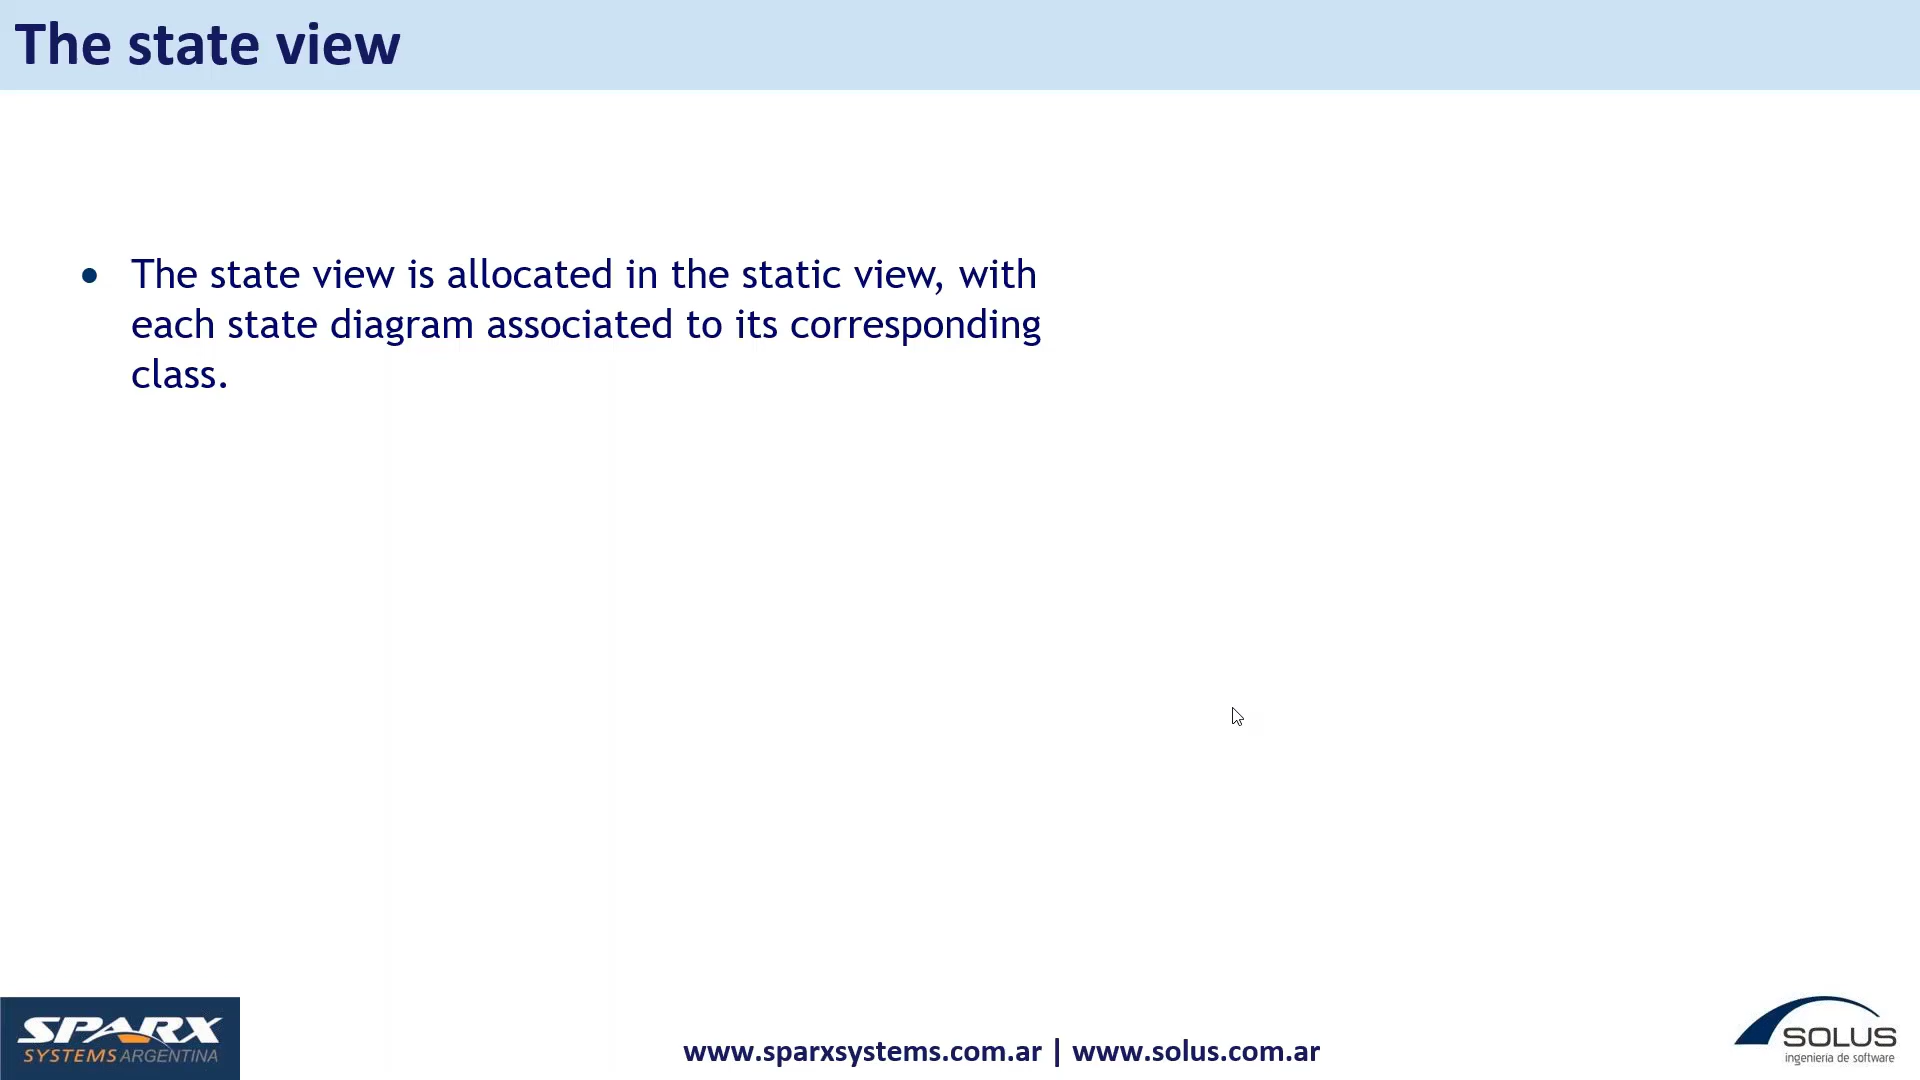 The state view
• The state view is allocated in the static view, with
each state diagram associated to its corresponding
class.
SPARX
SYSTEMS ARGENTINA
www.sparxsystems.com.ar | www.solus.com.ar
SOLUS
ingenieria de software